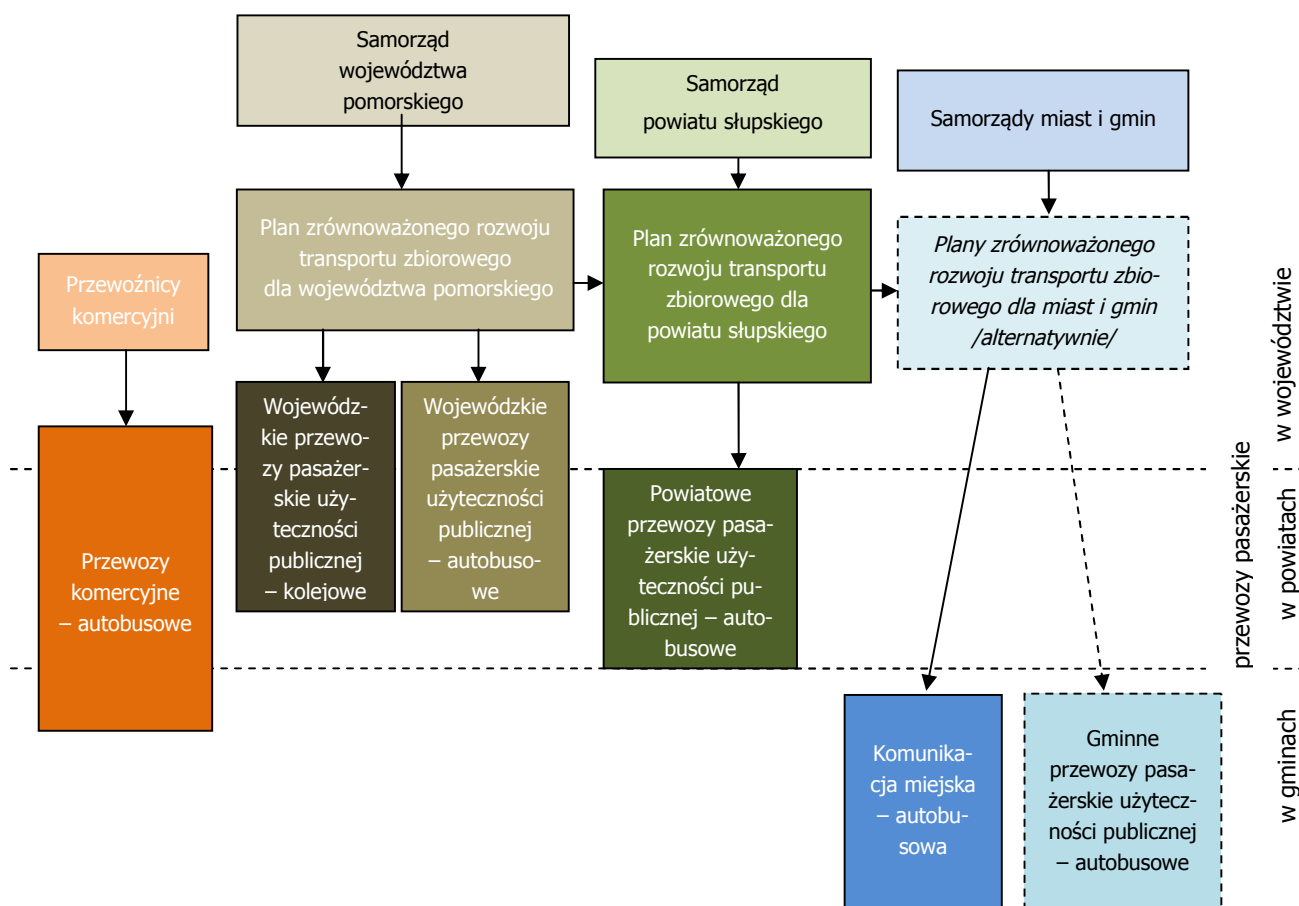 Samorząd
województwa
pomorskiego
Samorząd
powiatu słupskiego
Samorządy miast i gmin
Plan zrównoważonego rozwoju
transportu zbiorowego
dla województwa pomorskiego
Plan zrównoważonego
rozwoju transportu
zbiorowego dla
powiatu słupskiego
Plany zrównoważonego
rozwoju transportu zbio-
rowego dla miast i gmin
/alternatywnie/
Przewoźnicy
komercyjni
Wojewódz-
kie przewo-
zy pasażer-
skie uży-
teczności
publicznej
– kolejowe
Wojewódzkie
przewozy
pasażerskie
użyteczności
publicznej
– autobuso-
we
Przewozy
komercyjne
– autobusowe
Powiatowe
przewozy pasa-
żerskie uży-
teczności pu-
blicznej – auto-
busowe
Komunika-
cja miejska
– autobu-
sowa
Gminne
przewozy pasa-
żerskie użytecz-
ności publicznej
– autobusowe
przewozy pasażerskie
w województwie
w powiatach
w gminach